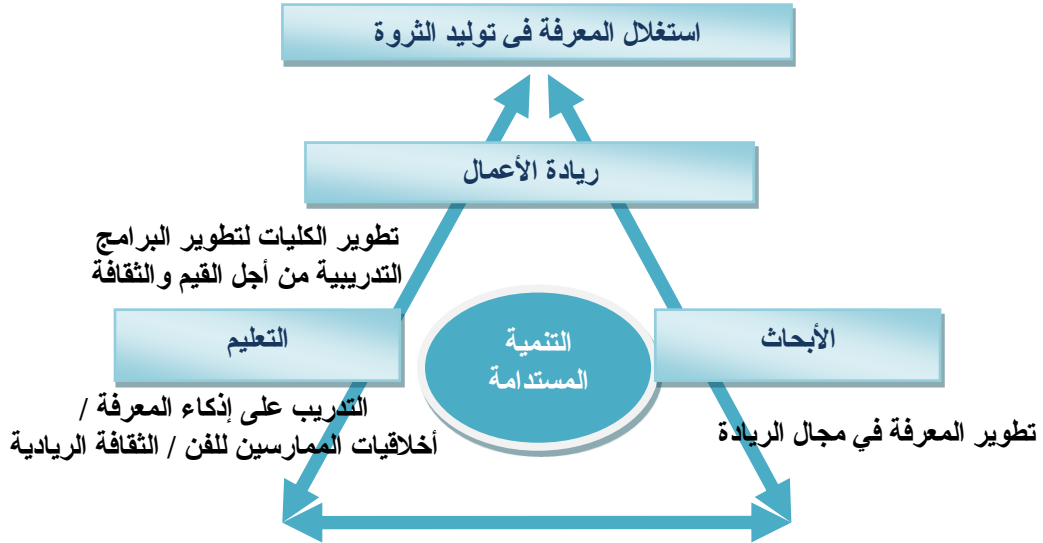 استغلال المعرفة فى توليد الثروة
ريادة الأعمال
تطوير الكليات لتطوير البرامج
التدريبية من أجل القيم والثقافة
الأبحاث
التنمية
المستدامة
التعليم
التدريب على إذكاء المعرفة /
أخلاقيات الممارسين للفن / الثقافة الريادية
تطوير المعرفة في مجال الريادة